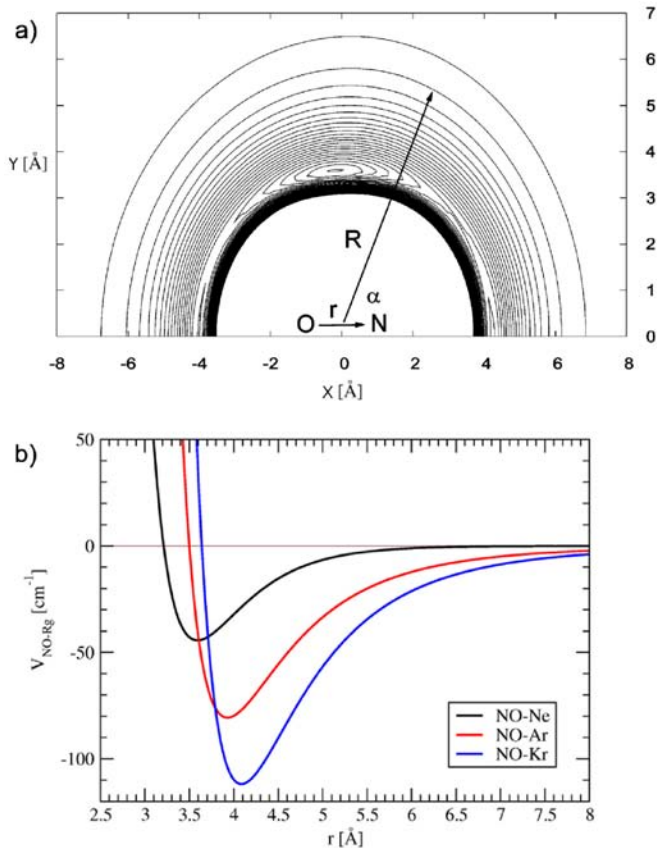 a)
7
6
5
4
3
2
1
0
Y [Å]
R
r
α
O
N
-8 -6 -4 -2 0 2 4 6 8
X [Å]
b)
50
0
-50
-100
V NO-Rg [cm-1]
NO-Ne
NO-Ar
NO-Kr
2.5 3 3.5 4 4.5 5 5.5 6 6.5 7 7.5 8
r [Å]